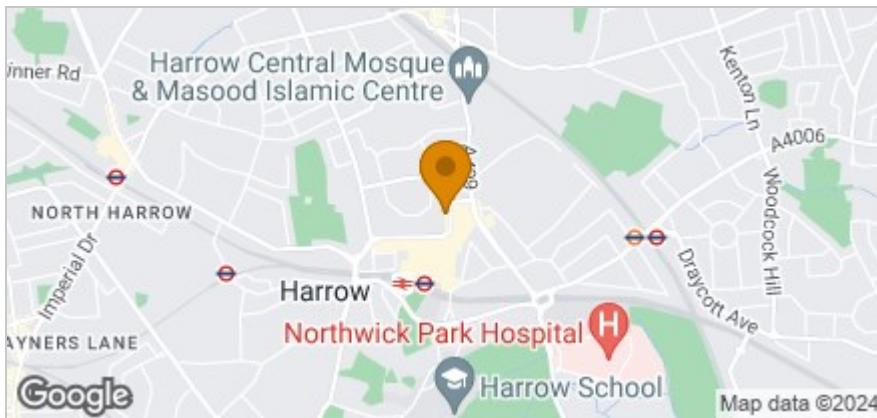 Harrow Central Mosque
& Masood Islamic Centre
inner Rd
Kenton Ln
A4006
A409
Woodcock Hill
NORTH HARROW
Imperial Dr
Draycott Ave
Harrow
Northwick Park Hospital
H
AYNERS LANE
Harrow School
Google
Map data ©2024